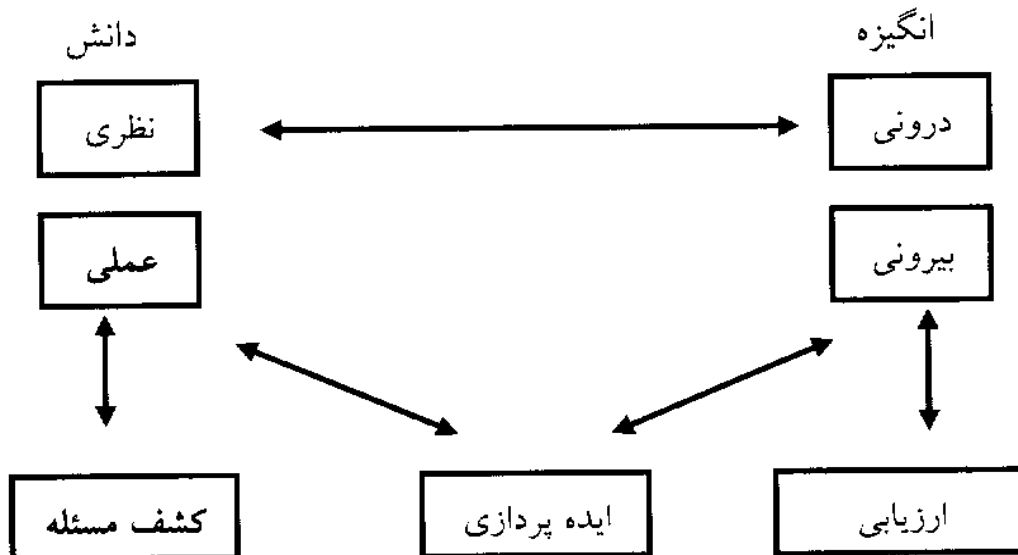 انگیزه
دانش
درونی
نظری
بیرونی
عملی
ارزیابی
ایده پردازی
کشف مسئله